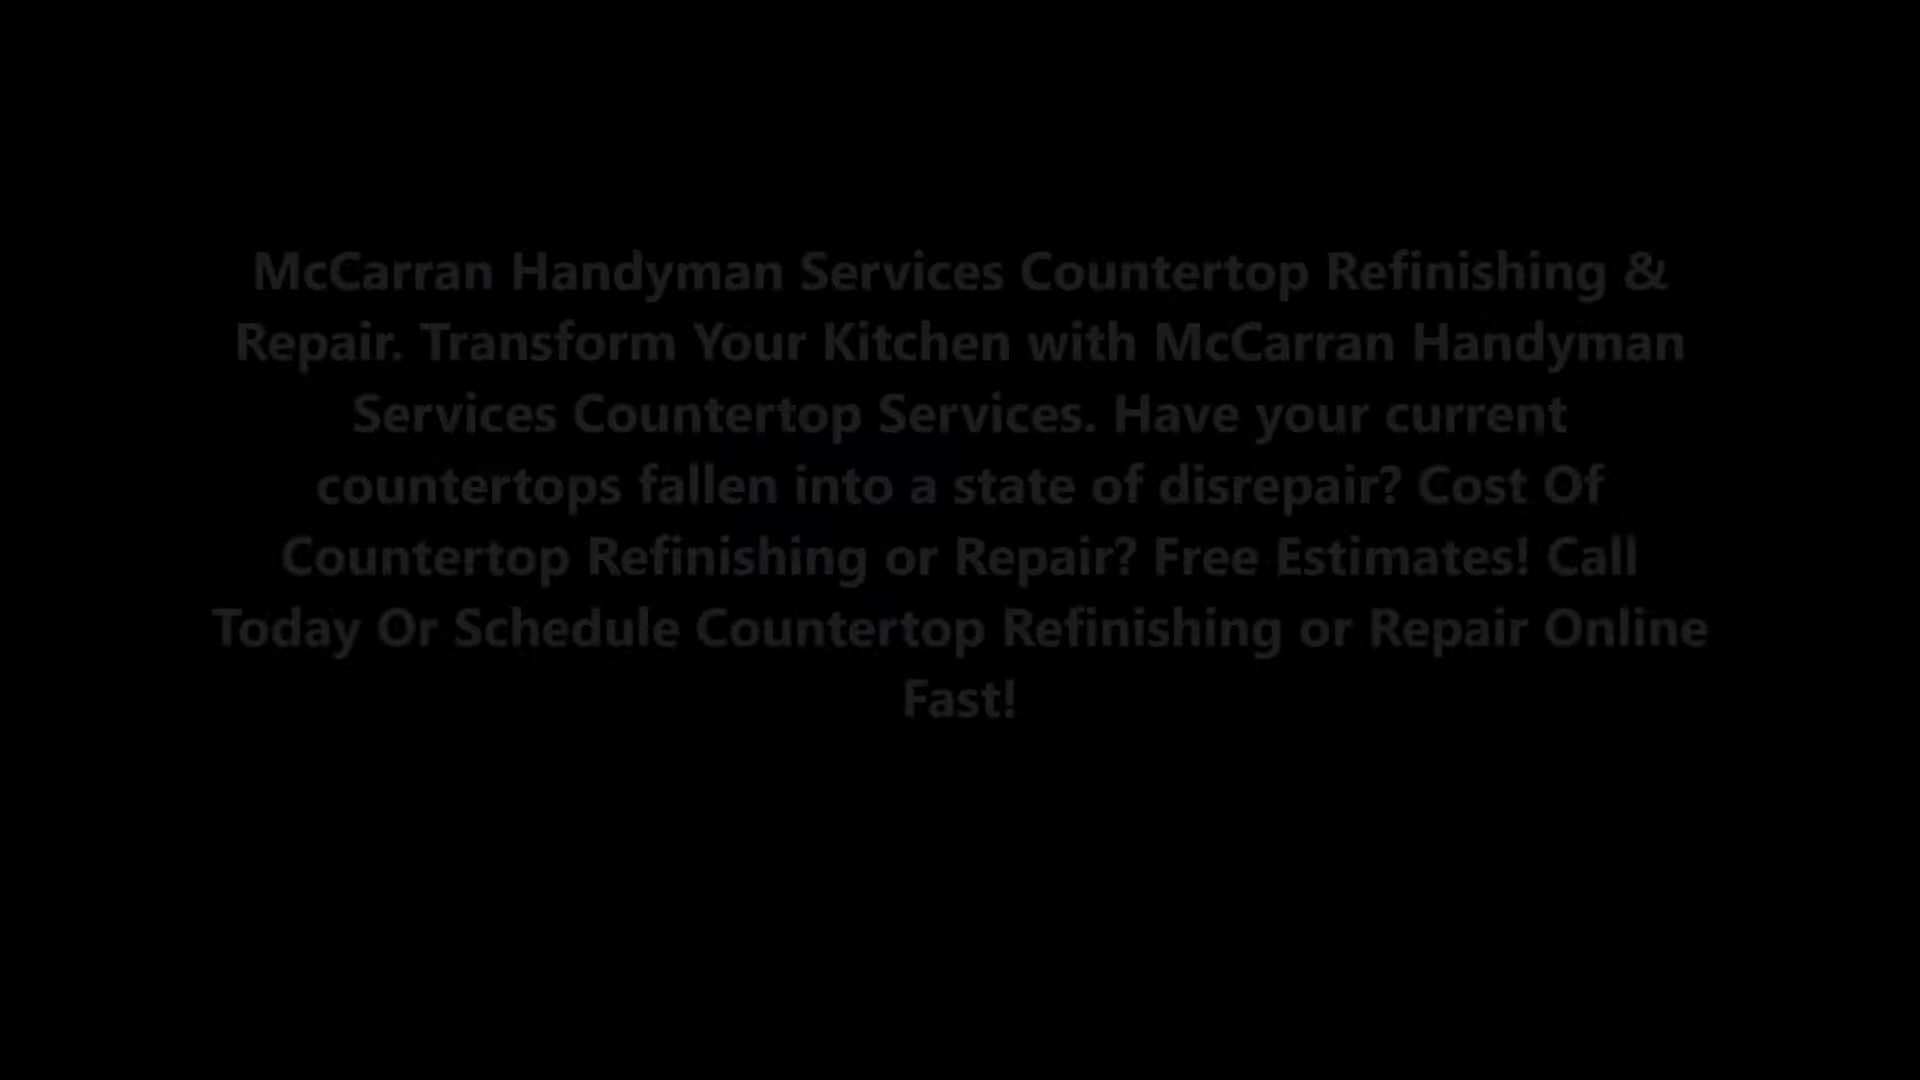 McCarran Handyman Services Countertop Refinishing &
Repair. Transform Your Kitchen with McCarran Handyman
Services Countertop Services. Have your current
countertops fallen into a state of disrepair? Cost Of
Countertop Refinishing or Repair? Free Estimates! Call
Today Or Schedule Countertop Refinishing or Repair Online
Fast!